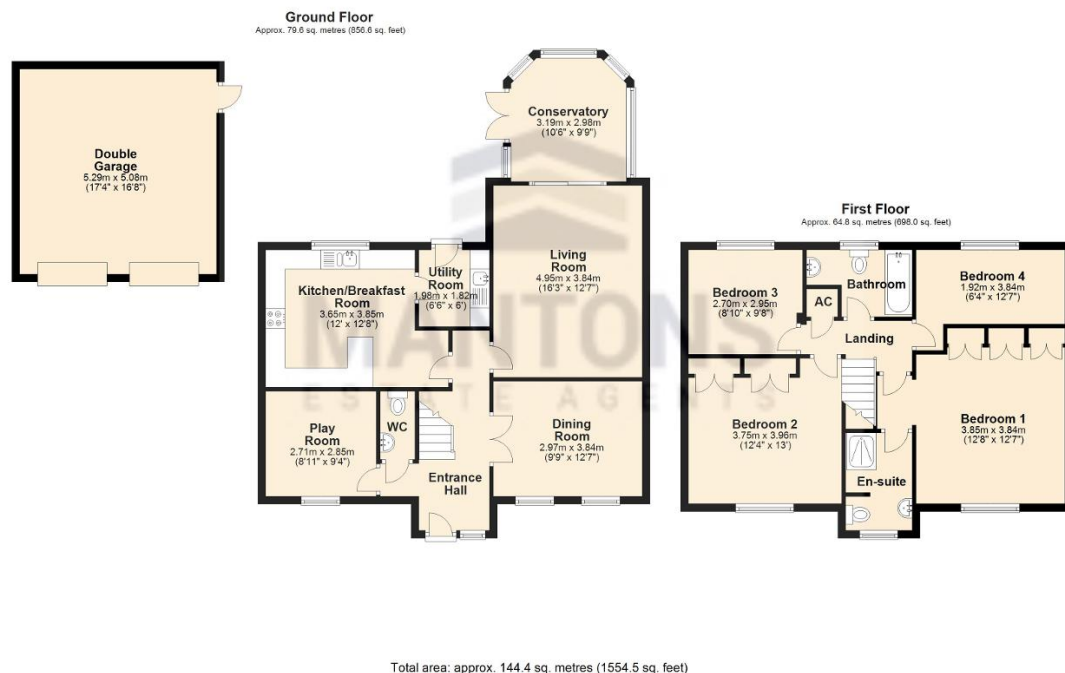 Ground Floor
Approx. 79.6 sq. metres (856.6 sq. feet)
Double
Garage
5.29m x 5.08m
(17'4" x 16'8")
Conservatory
3.19m x 2.98m
(10'6" x 9'9")
Kitchen/Breakfast
Room
3.65m x 3.85m
(12' x 12'8")
Utility
Room
1.98m x 1.82m
(6'6" x 6')
Living
Room
4.95m x 3.84m
(16'3" x 12'7")
Play
Room
2.71m x 2.85m
(8'11" x 9'4")
WC
Entrance
Hall
Dining
Room
2.97m x 3.84m
(9'9" x 12'7")
MANTONS
ESTATE AGENTS
First Floor
Approx. 64.8 sq. metres (698.0 sq. feet)
Bedroom 3
2.70m x 2.95m
(8'10" x 9'8")
Bathroom
AC
Bedroom 4
1.92m x 3.84m
(6'4" x 12'7")
Landing
Bedroom 2
3.75m x 3.96m
(12'4" x 13')
Bedroom 1
3.85m x 3.84m
(12'8" x 12'7")
En-suite
Total area: approx. 144.4 sq. metres (1554.5 sq. feet)